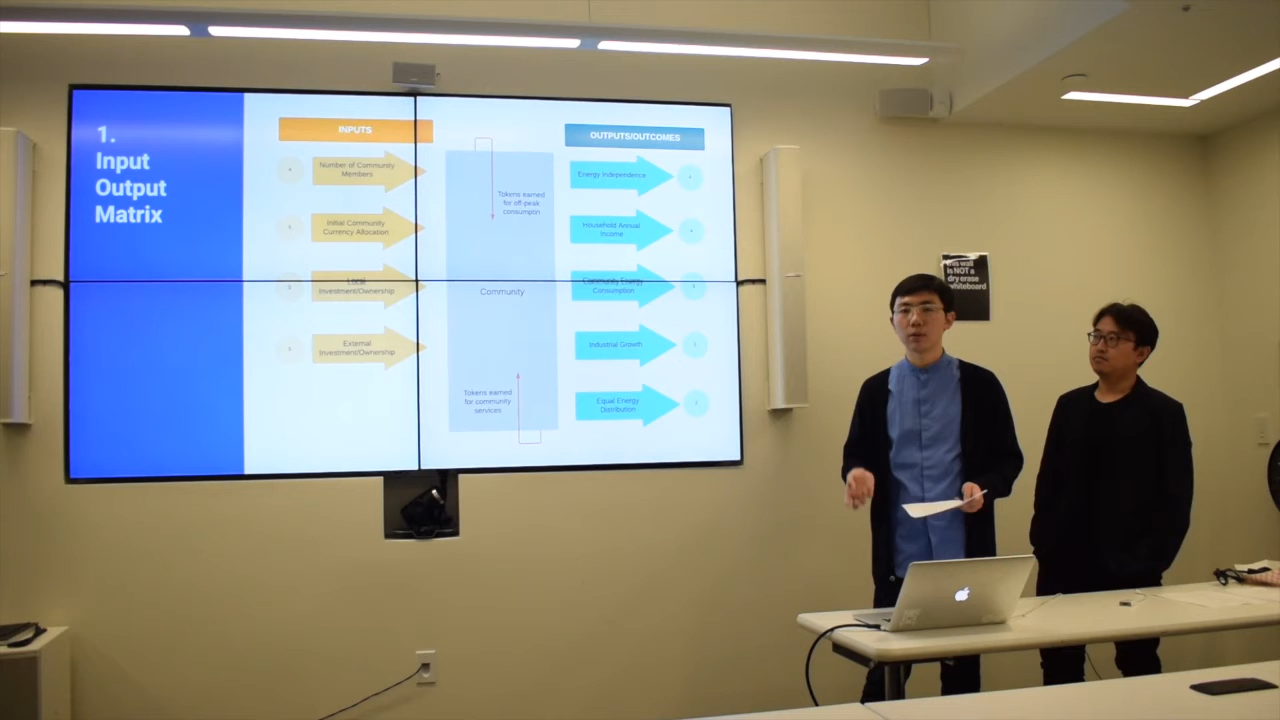 1.
Input
Output
Matrix
INPUTS
Number of Community
Members
Initial Community
Currency Allocation
Local
Investment/Ownership
External
Investment/Ownership
Tokens earned
for off-peak
consumption
Community
Tokens earned
for community
services
OUTPUTS/OUTCOMES
Energy Independence
Household Annual
Income
Community Energy
Consumption
Industrial Growth
Equal Energy
Distribution
this wall
is NOT a
dry erase
whiteboard